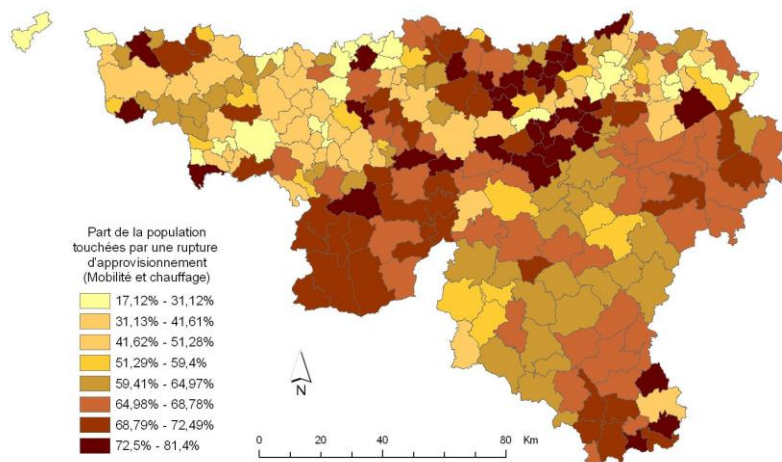 Part de la population
touchées par une rupture
d'approvisionnement
(Mobilité et chauffage)
17,12% - 31,12%
31,13% - 41,61%
41,62% - 51,28%
51,29% - 59,4%
59,41% - 64,97%
64,98% - 68,78%
68,79% - 72,49%
72,5% - 81,4%
N
0 20 40 80 Km